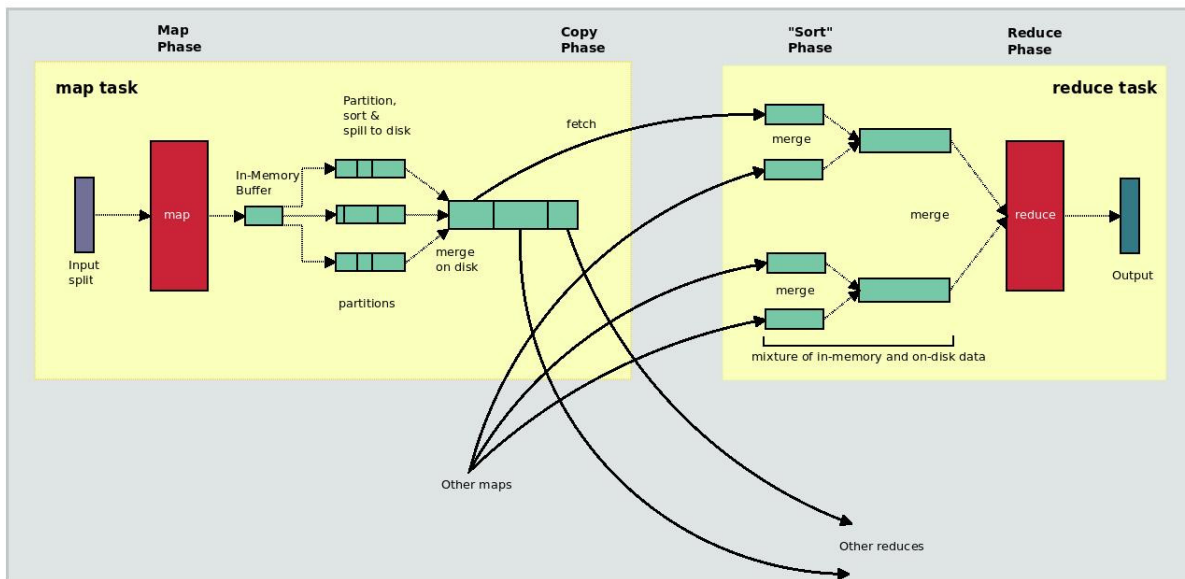 Map
Phase
Copy
Phase
"Sort"
Phase
Reduce
Phase
map task
reduce task
Partition,
sort &
spill to disk
fetch
merge
In-Memory
Buffer
map
merge
reduce
Input
split
merge
on disk
merge
Output
partitions
mixture of in-memory and on-disk data
Other maps
Other reduces